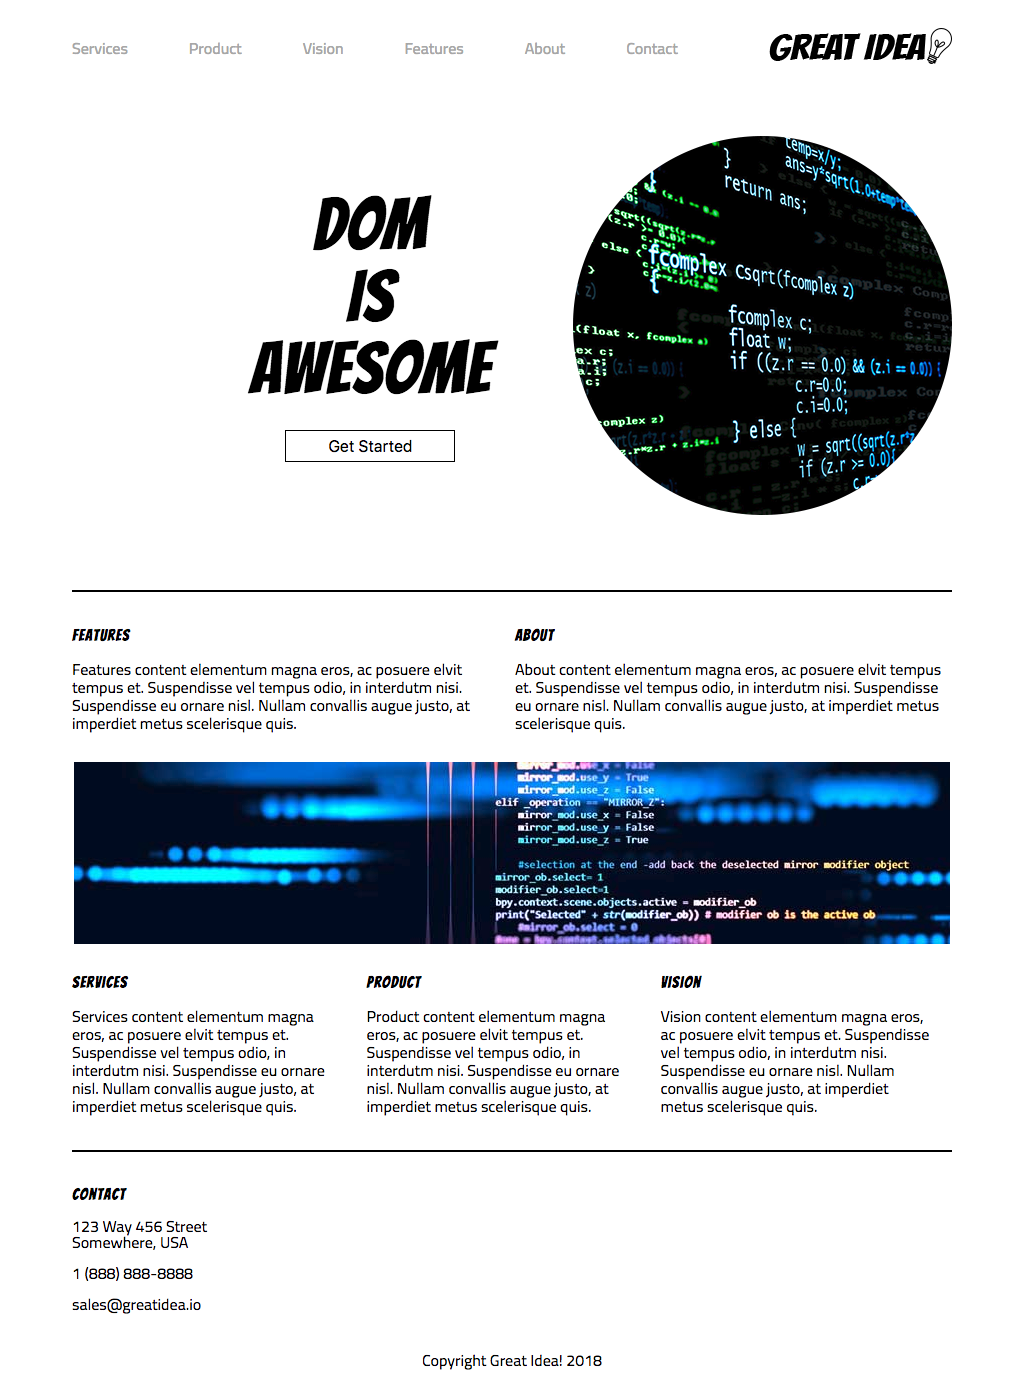 Services Product Vision Features About Contact GREAT IDEA
DOM
IS
AWESOME
Get Started
temp=x/y;
ans=y*sqrt(1.0+temp*temp
}
return ans;
fcomplex Csqrt(fcomplex z)
{
fcomplex c;
float w;
if ((z.r == 0.0) && (z.i == 0.0)) {
c.r=0.0;
c.i=0.0;
} else {
w = sqrt((sqrt(z.r*z.
if (z.r >= 0.0){
c.r=
else {
(float x, fcomplex a)
complex z)
FEATURES
Features content elementum magna eros, ac posuere elvit
tempus et. Suspendisse vel tempus odio, in interdutm nisi.
Suspendisse eu ornare nisl. Nullam convallis augue justo, at
imperdiet metus scelerisque quis.
ABOUT
About content elementum magna eros, ac posuere elvit tempus
et. Suspendisse vel tempus odio, in interdutm nisi. Suspendisse
eu ornare nisl. Nullam convallis augue justo, at imperdiet metus
scelerisque quis.
mirror_mod.use_x = False
mirror_mod.use_y = True
mirror_mod.use_z = False
elif _operation == "MIRROR_Z":
mirror_mod.use_x = False
mirror_mod.use_y = False
mirror_mod.use_z = True
#selection at the end -add back the deselected mirror modifier object
mirror_ob.select= 1
modifier_ob.select=1
bpy.context.scene.objects.active = modifier_ob
print("Selected" + str(modifier_ob)) # modifier ob is the active ob
#mirror_ob.select = 0
= bpy.context.selected_objects[0]
SERVICES
Services content elementum magna
eros, ac posuere elvit tempus et.
Suspendisse vel tempus odio, in
interdutm nisi. Suspendisse eu ornare
nisl. Nullam convallis augue justo, at
imperdiet metus scelerisque quis.
PRODUCT
Product content elementum magna
eros, ac posuere elvit tempus et.
Suspendisse vel tempus odio, in
interdutm nisi. Suspendisse eu ornare
nisl. Nullam convallis augue justo, at
imperdiet metus scelerisque quis.
VISION
Vision content elementum magna eros,
ac posuere elvit tempus et. Suspendisse
vel tempus odio, in interdutm nisi.
Suspendisse eu ornare nisl. Nullam
convallis augue justo, at imperdiet
metus scelerisque quis.
CONTACT
123 Way 456 Street
Somewhere, USA
1 (888) 888-8888
sales@greatidea.io
Copyright Great Idea! 2018